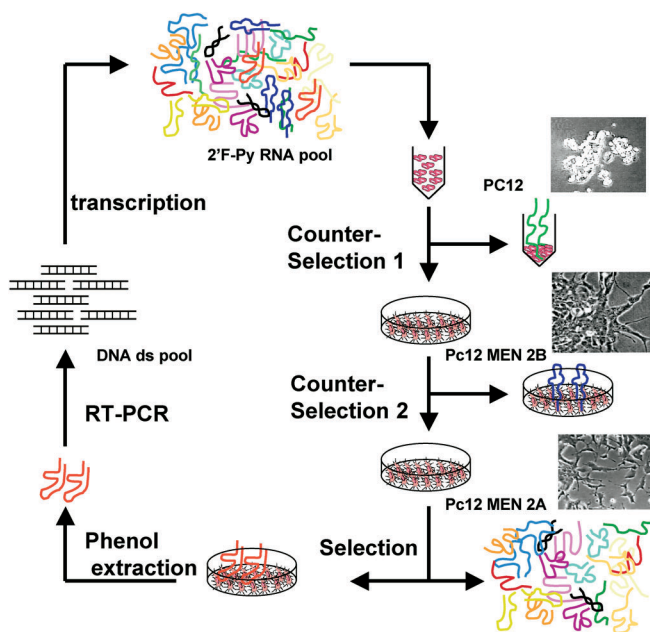 2'F-Py RNA pool
transcription
PC12
Counter-
Selection 1
DNA ds pool
Pc12 MEN 2B
Counter-
Selection 2
RT-PCR
Pc12 MEN 2A
Phenol
extraction
Selection